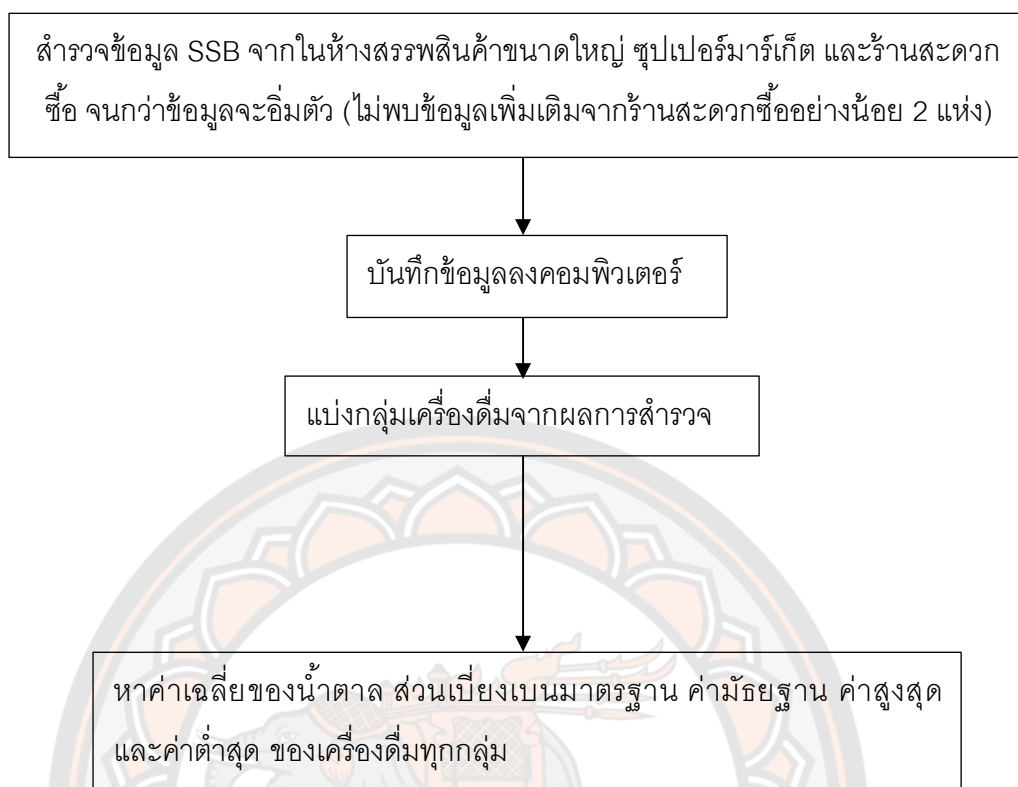 สำรวจข้อมูล SSB จากในห้างสรรพสินค้าขนาดใหญ่ ซุปเปอร์มาร์เก็ต และร้านสะดวก
ซื้อ จนกว่าข้อมูลจะอิ่มตัว (ไม่พบข้อมูลเพิ่มเติมจากร้านสะดวกซื้ออย่างน้อย 2 แห่ง)
บันทึกข้อมูลลงคอมพิวเตอร์
แบ่งกลุ่มเครื่องดื่มจากผลการสำรวจ
หาค่าเฉลี่ยของน้ำตาล ส่วนเบี่ยงเบนมาตรฐาน ค่ามัธยฐาน ค่าสูงสุด
และค่าต่ำสุด ของเครื่องดื่มทุกกลุ่ม